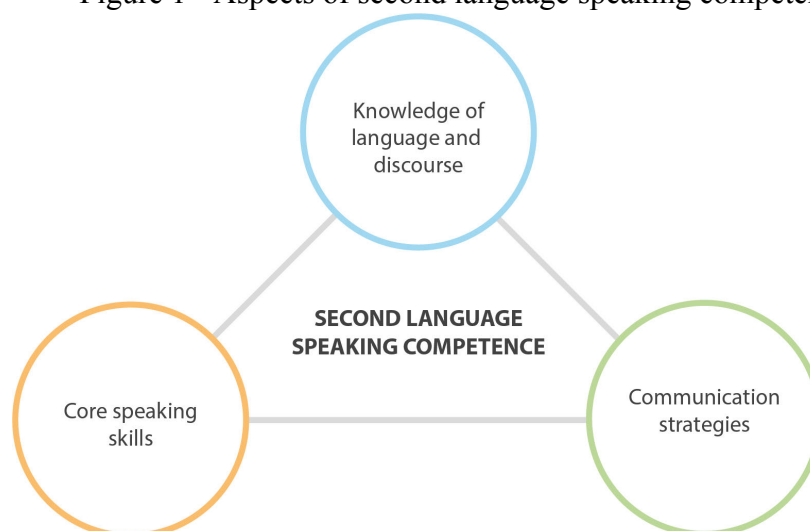 Figure 1 - Aspects of second language speaking
Knowledge of
language and
discourse
SECOND LANGUAGE
SPEAKING COMPETENCE
Core speaking
skills
Communication
strategies